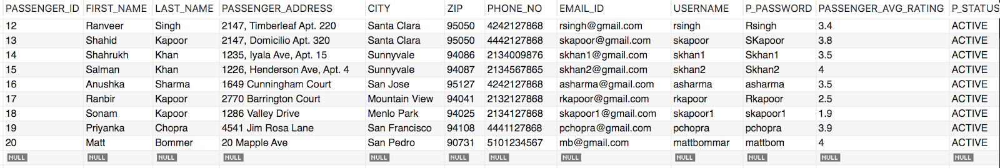 PASSENGER_ID FIRST_NAME LAST_NAME PASSENGER_ADDRESS CITY ZIP PHONE_NO EMAIL_ID USERNAME P_PASSWORD PASSENGER_AVG_RATING P_STATUS
12 Ranveer Singh 2147, Timberleaf Apt. 220 Santa Clara 95050 4242127868 rsingh@gmail.com rsingh Rsingh 3.4 ACTIVE
13 Shahid Kapoor 2147, Domicilio Apt. 320 Santa Clara 95050 4442127868 skapoor@gmail.com skapoor SKapoor 3.8 ACTIVE
14 Shahrukh Khan 1235, Iyala Ave, Apt. 15 Sunnyvale 94086 2134009876 skhan1@gmail.com skhan1 Skhan1 3.5 ACTIVE
15 Salman Khan 1226, Henderson Ave, Apt. 4 Sunnyvale 94087 2134567865 skhan2@gmail.com skhan2 Skhan2 4 ACTIVE
16 Anushka Sharma 1649 Cunningham Court San Jose 95127 4242127868 asharma@gmail.com asharma asharma 3.5 ACTIVE
17 Ranbir Kapoor 2770 Barrington Court Mountain View 94041 2132127868 rkapoor@gmail.com rkapoor Rkapoor 2.5 ACTIVE
18 Sonam Kapoor 1286 Valley Drive Menlo Park 94025 2134127868 skapoor1@gmail.com skapoor1 skapoor1 1.9 ACTIVE
19 Priyanka Chopra 4541 Jim Rosa Lane San Francisco 94108 4441127868 pchopra@gmail.com pchopra pchopra 3.9 ACTIVE
20 Matt Bommer 20 Mapple Ave San Pedro 90731 5101234567 mb@gmail.com mattbommar mattbom 4 ACTIVE
NULL NULL NULL NULL NULL NULL NULL NULL NULL NULL NULL NULL